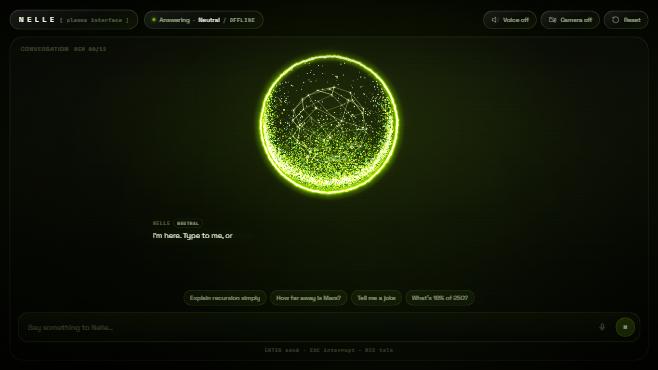 NELLE [ plasma interface ]
Answering · Neutral / OFFLINE
Voice off
Camera off
Reset
CONVERSATION
NELLE NEUTRAL
I'm here. Type to me, or
Explain recursion simply
How far away is Mars?
Tell me a joke
What's 18% of 250?
Say something to Nelle...
ENTER send · ESC interrupt · MIC talk